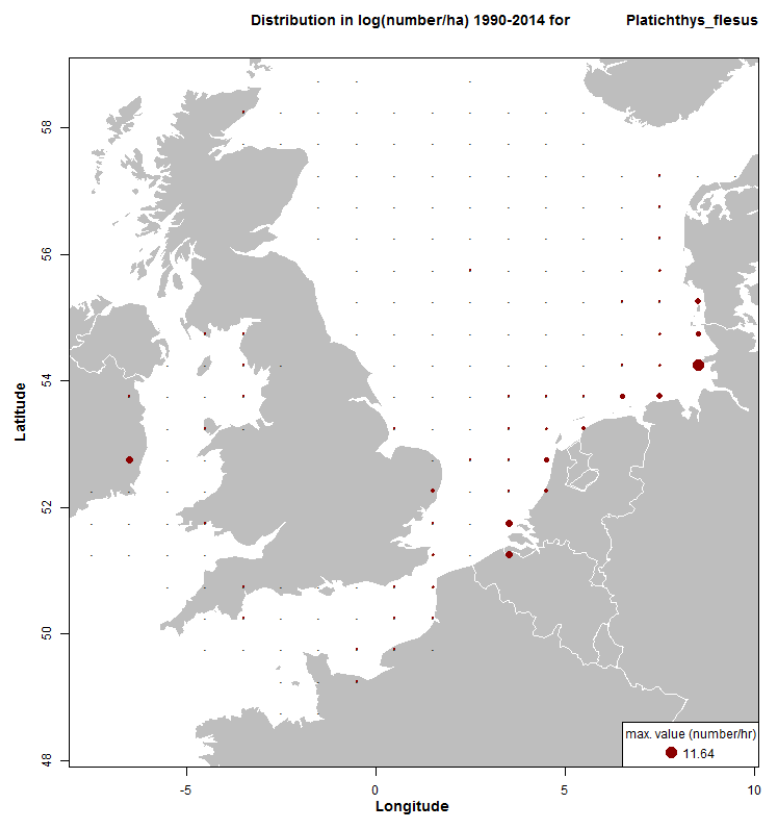 Distribution in log(number/ha) 1990-2014 for Platichthys_flesus
58
56
54
52
50
48
Latitude
-5 0 5 10
Longitude
max. value (number/hr)
11.64